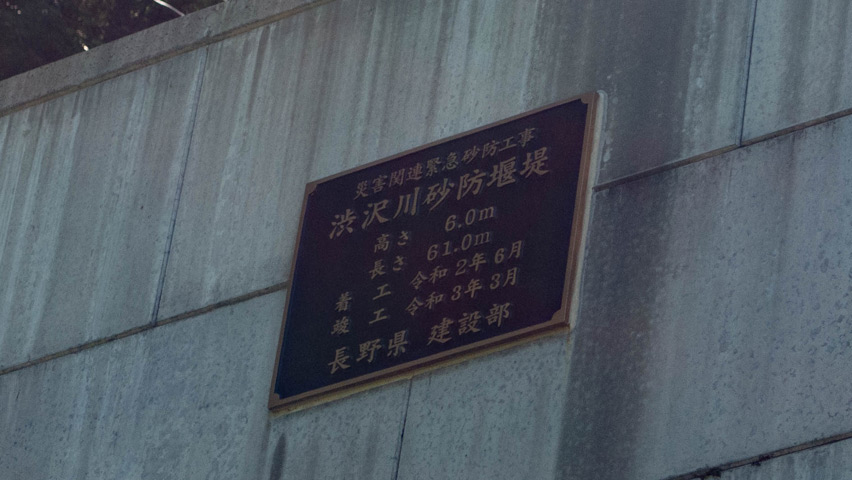 災害関連緊急砂防工事
渋沢川砂防堰堤
高さ 6.0m
長さ 61.0m
着工 令和2年6月
竣工 令和3年3月
長野県 建設部